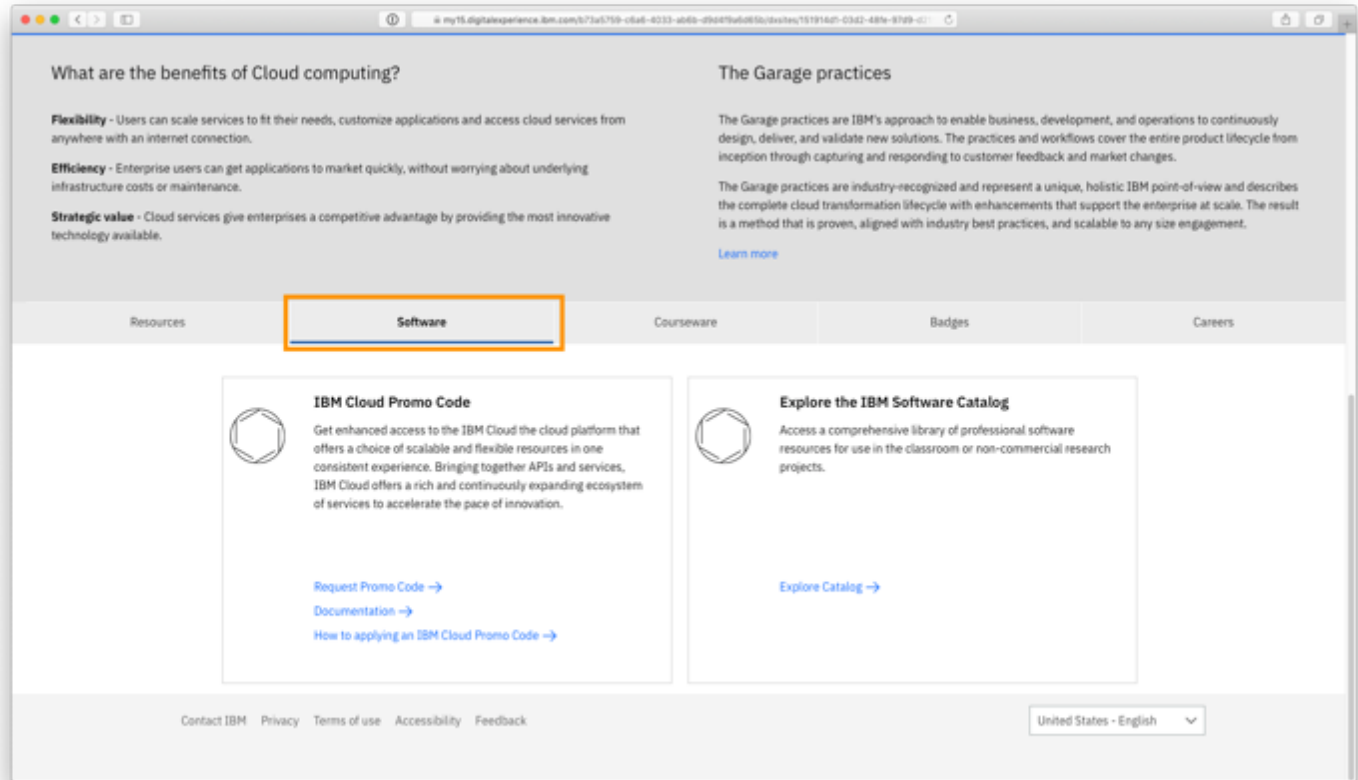 What are the benefits of Cloud computing?
Flexibility - Users can scale services to fit their needs, customize applications and access cloud services from
anywhere with an internet connection.
Efficiency - Enterprise users can get applications to market quickly, without worrying about underlying
infrastructure costs or maintenance.
Strategic value - Cloud services give enterprises a competitive advantage by providing the most innovative
technology available.
The Garage practices
The Garage practices are IBM's approach to enable business, development, and operations to continuously
design, deliver, and validate new solutions. The practices and workflows cover the entire product lifecycle from
inception through capturing and responding to customer feedback and market changes.
The Garage practices are industry-recognized and represent a unique, holistic IBM point-of-view and describes
the complete cloud transformation lifecycle with enhancements that support the enterprise at scale. The result
is a method that is proven, aligned with industry best practices, and scalable to any size engagement.
Learn more
Resources
Software
Courseware
Badges
Careers
IBM Cloud Promo Code
Get enhanced access to the IBM Cloud the cloud platform that
offers a choice of scalable and flexible resources in one
consistent experience. Bringing together APIs and services,
IBM Cloud offers a rich and continuously expanding ecosystem
of services to accelerate the pace of innovation.
Request Promo Code →
Documentation →
How to applying an IBM Cloud Promo Code →
Explore the IBM Software Catalog
Access a comprehensive library of professional software
resources for use in the classroom or non-commercial research
projects.
Explore Catalog →
Contact IBM Privacy Terms of use Accessibility Feedback
United States - English